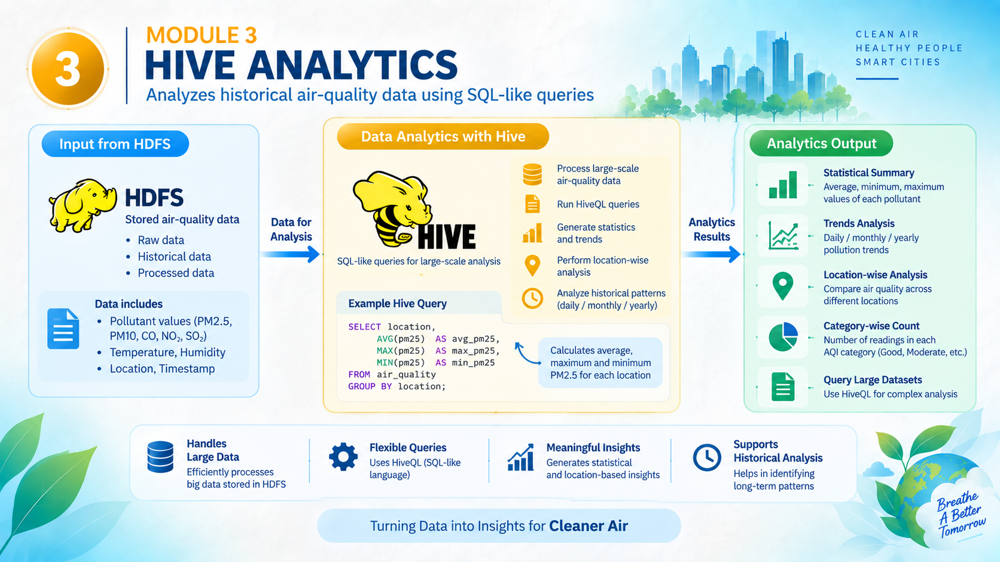 3
MODULE 3
HIVE ANALYTICS
Analyzes historical air-quality data using SQL-like queries
CLEAN AIR
HEALTHY PEOPLE
SMART CITIES
Input from HDFS
HDFS
Stored air-quality data
• Raw data
• Historical data
• Processed data
Data includes
• Pollutant values (PM2.5,
PM10, CO, NO₂, SO₂)
• Temperature, Humidity
• Location, Timestamp
Data for
Analysis
Data Analytics with Hive
HIVE
SQL-like queries for large-scale analysis
Process large-scale
air-quality data
Run HiveQL queries
Generate statistics
and trends
Perform location-wise
analysis
Analyze historical patterns
(daily / monthly / yearly)
Example Hive Query
SELECT location,
AVG(pm25) AS avg_pm25,
MAX(pm25) AS max_pm25,
MIN(pm25) AS min_pm25
FROM air_quality
GROUP BY location;
Calculates average,
maximum and minimum
PM2.5 for each location
Analytics
Results
Analytics Output
Statistical Summary
Average, minimum, maximum
values of each pollutant
Trends Analysis
Daily / monthly / yearly
pollution trends
Location-wise Analysis
Compare air quality across
different locations
Category-wise Count
Number of readings in each
AQI category (Good, Moderate, etc.)
Query Large Datasets
Use HiveQL for complex analysis
Handles
Large Data
Efficiently processes
big data stored in HDFS
Flexible Queries
Uses HiveQL (SQL-like
language)
Meaningful Insights
Generates statistical
and location-based insights
Supports
Historical Analysis
Helps in identifying
long-term patterns
Turning Data into Insights for Cleaner Air
Breathe
A Better
Tomorrow